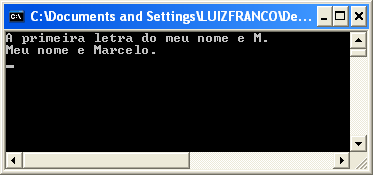 C:\Documents and Settings\LUIZFRANCO\De...
A primeira letra do meu nome e M.
Meu nome e Marcelo.